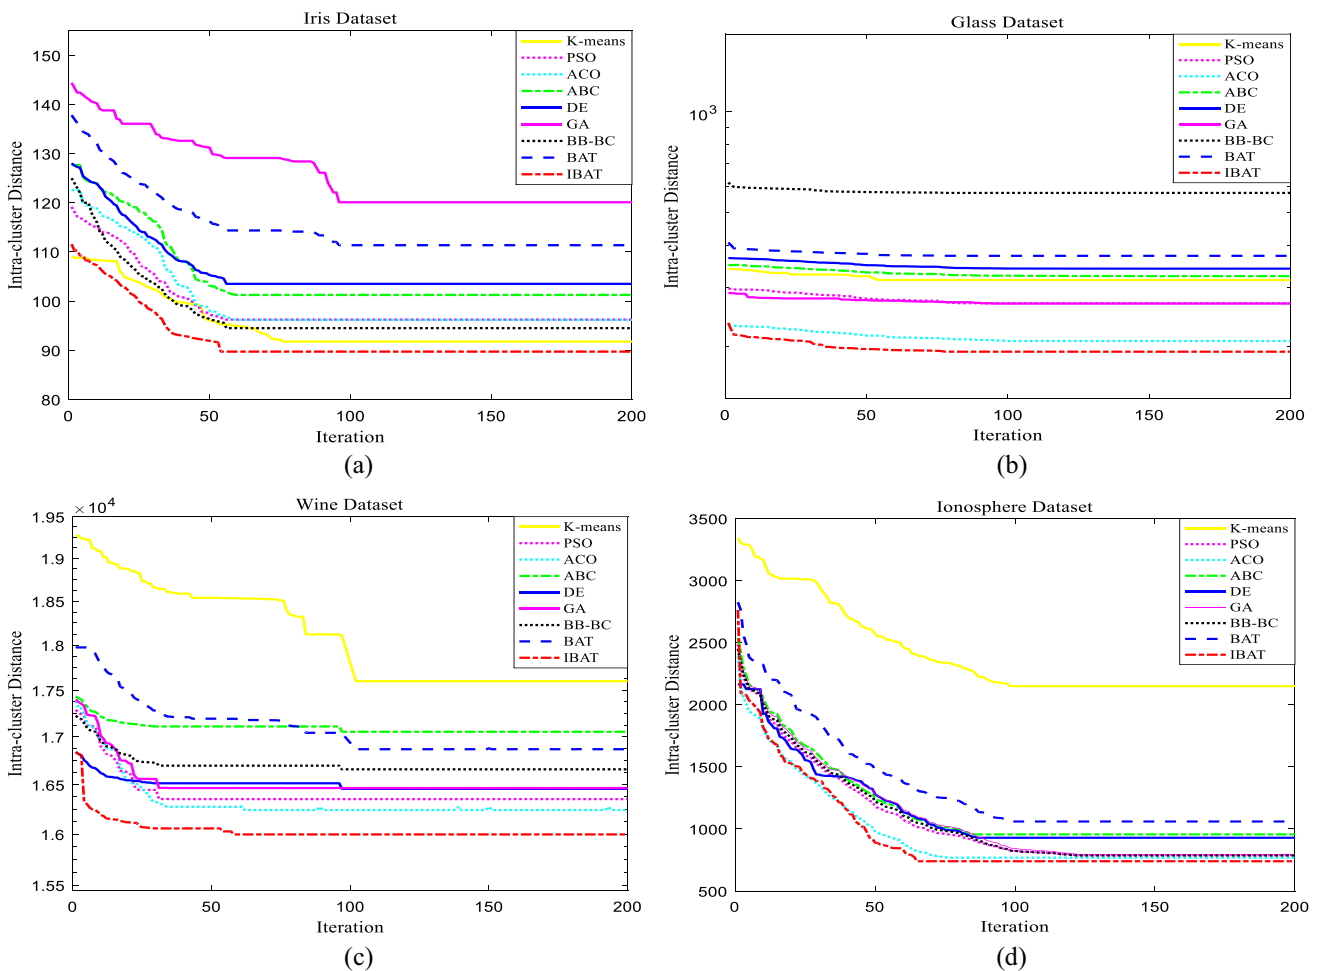 Iris Dataset
150
140
130
120
110
100
90
80
0
50
100
150
200
Intra-cluster Distance
Iteration
K-means
PSO
ACO
ABC
DE
GA
BB-BC
BAT
IBAT
(a)
Glass Dataset
10³
0
50
100
150
200
Intra-cluster Distance
Iteration
K-means
PSO
ACO
ABC
DE
GA
BB-BC
BAT
IBAT
(b)
Wine Dataset
× 10⁴
1.95
1.9
1.85
1.8
1.75
1.7
1.65
1.6
1.55
0
50
100
150
200
Intra-cluster Distance
Iteration
K-means
PSO
ACO
ABC
DE
GA
BB-BC
BAT
IBAT
(c)
Ionosphere Dataset
3500
3000
2500
2000
1500
1000
500
0
50
100
150
200
Intra-cluster Distance
Iteration
K-means
PSO
ACO
ABC
DE
GA
BB-BC
BAT
IBAT
(d)